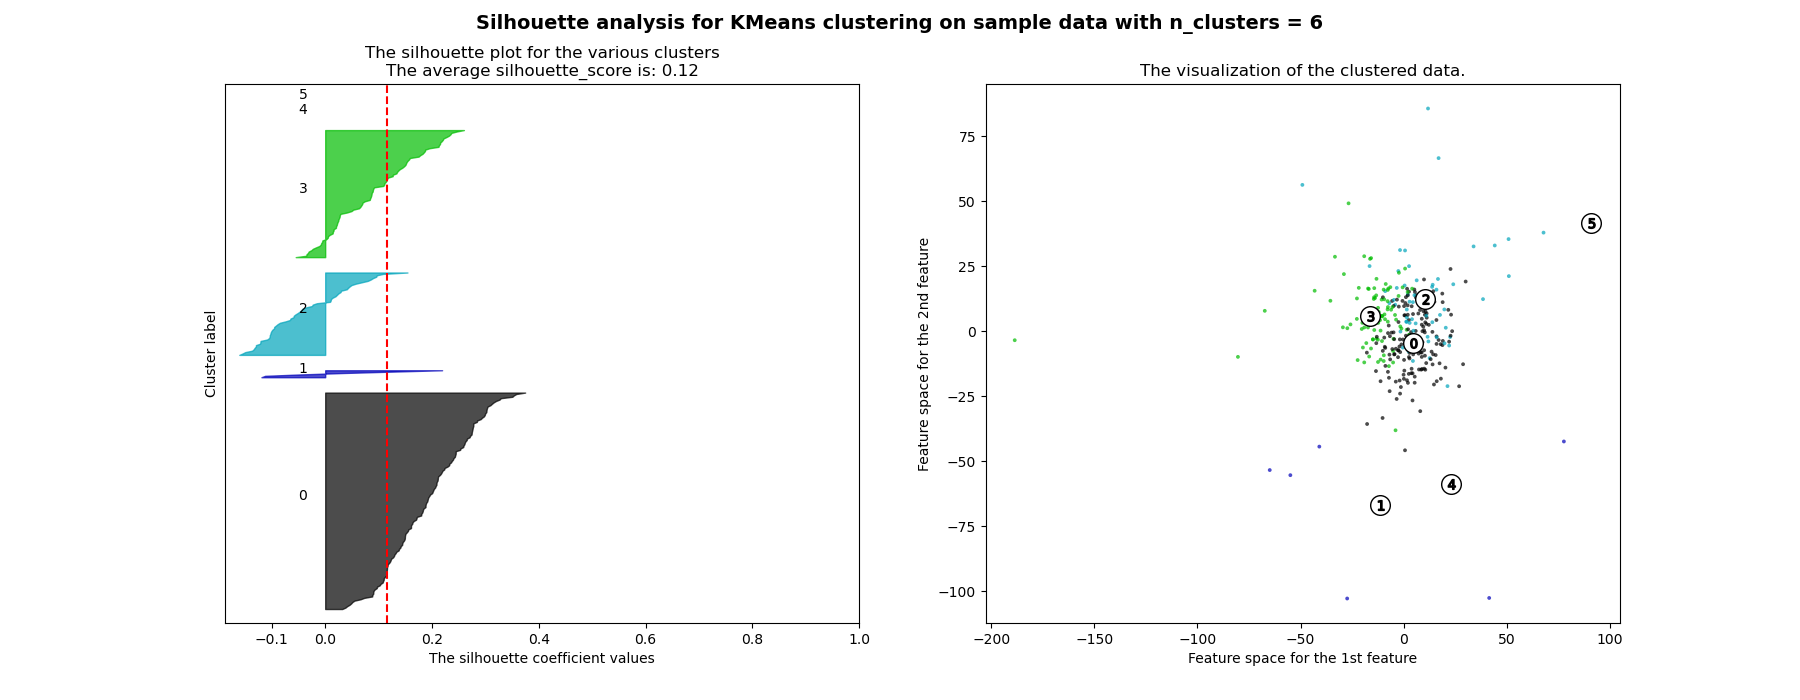 Silhouette analysis for KMeans clustering on sample data with n_clusters = 6
The silhouette plot for the various clusters
The average silhouette_score is: 0.12
5
4
3
2
1
0
Cluster label
−0.1 0.0 0.2 0.4 0.6 0.8 1.0
The silhouette coefficient values
The visualization of the clustered data.
75
50
25
0
−25
−50
−75
−100
Feature space for the 2nd feature
5
2
3
0
4
1
−200 −150 −100 −50 0 50 100
Feature space for the 1st feature